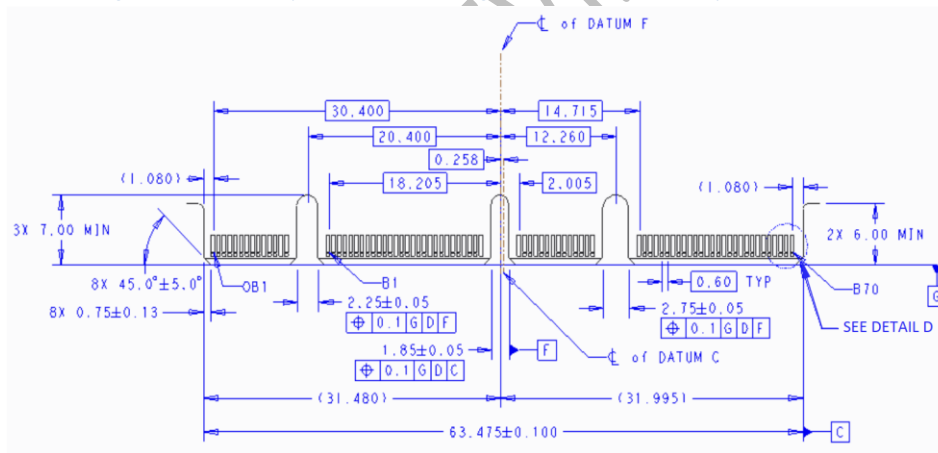 ℄ of DATUM F
30.400
14.715
20.400
12.260
0.258
(1.080)
18.205
2.005
(1.080)
3X 7.00 MIN
2X 6.00 MIN
8X 45.0°±5.0°
OB1
B1
0.60 TYP
B70
G
8X 0.75±0.13
2.25±0.05
⌖ 0.1 G D F
2.75±0.05
⌖ 0.1 G D F
SEE DETAIL D
1.85±0.05
F
⌖ 0.1 G D C
℄ of DATUM C
(31.480)
(31.995)
63.475±0.100
C